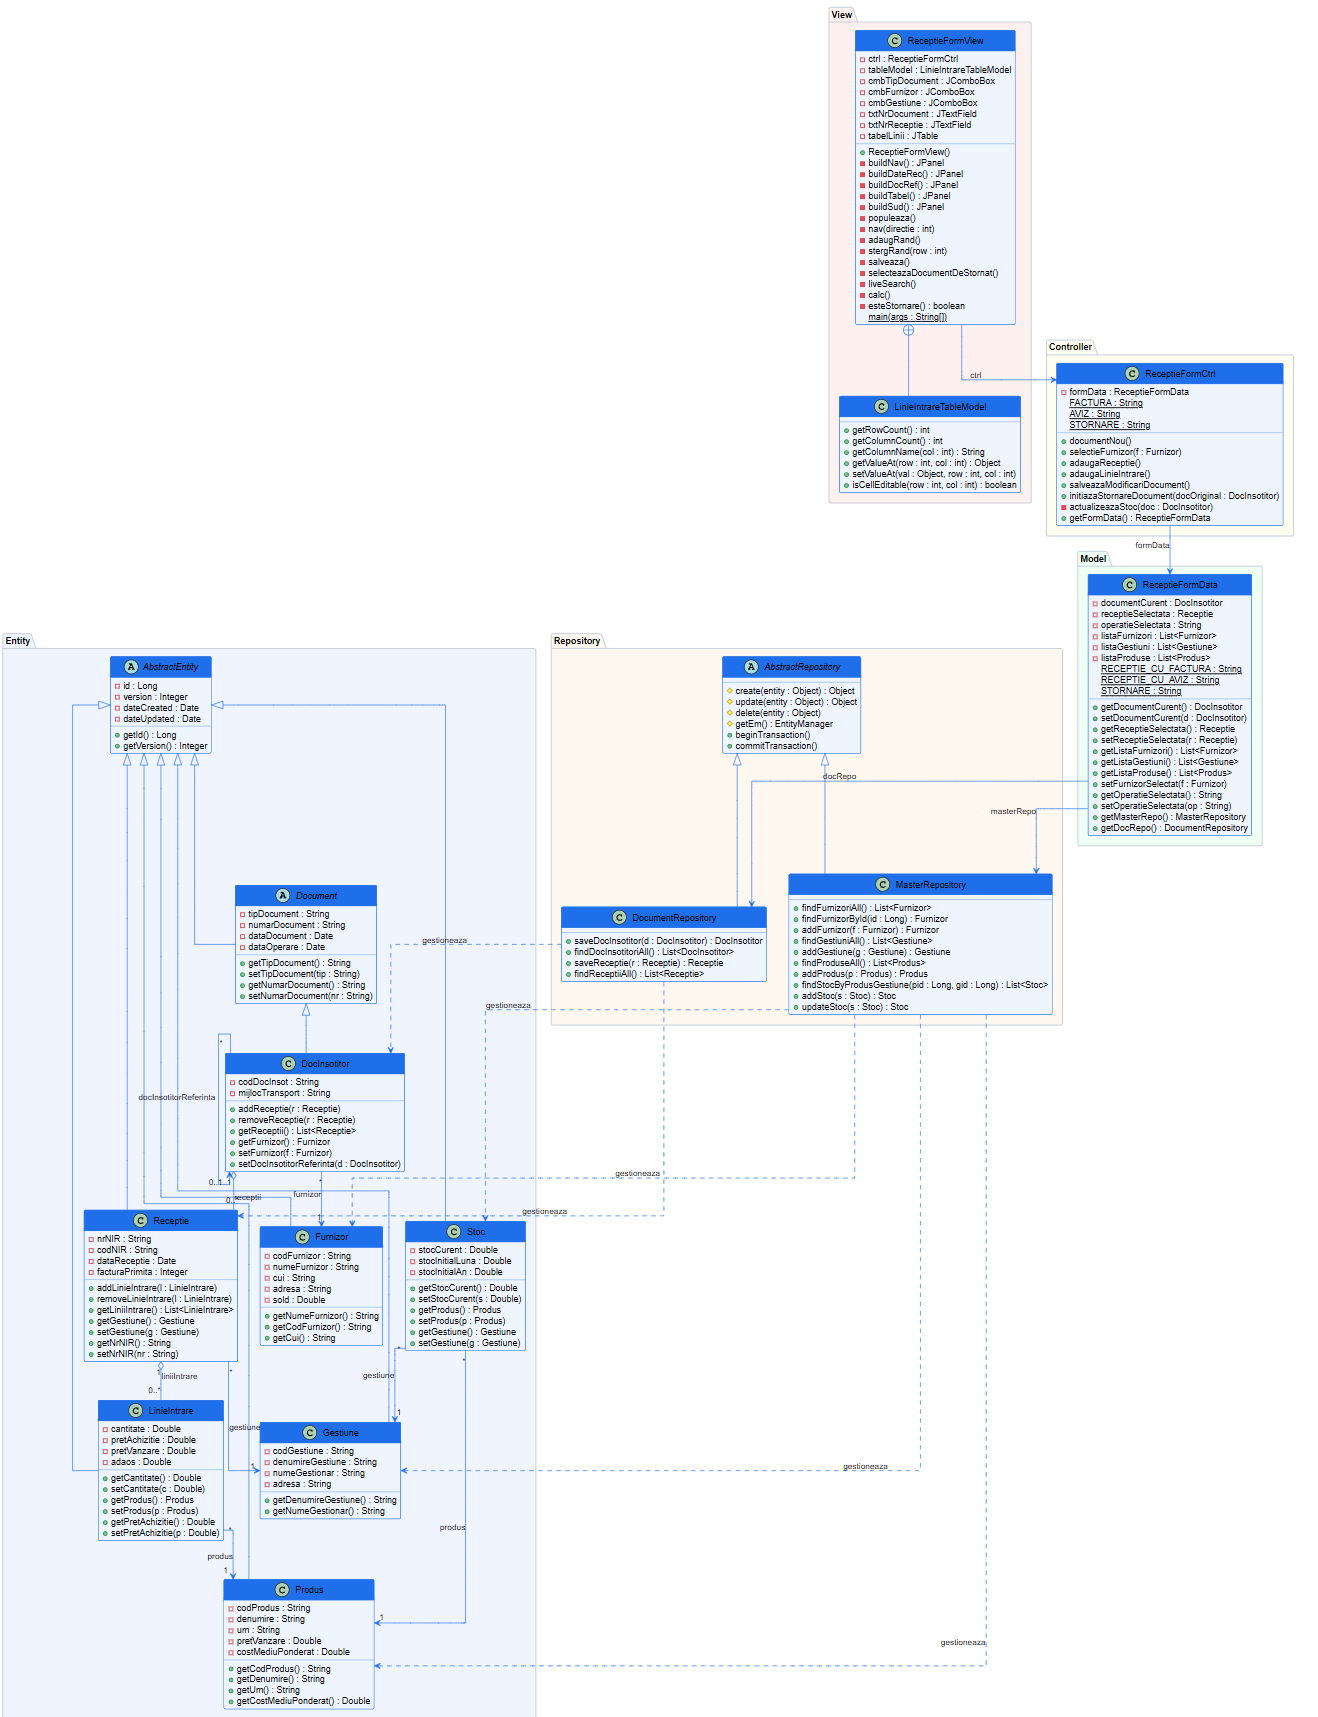 View
C ReceptieFormView
ctrl : ReceptieFormCtrl
tableModel : LinieIntrareTableModel
cmbTipDocument : JComboBox
cmbFurnizor : JComboBox
cmbGestiune : JComboBox
txtNrDocument : JTextField
txtNrReceptie : JTextField
tabelLinii : JTable
ReceptieFormView()
buildNav() : JPanel
buildDateRec() : JPanel
buildDocRef() : JPanel
buildTabel() : JPanel
buildSud() : JPanel
populeaza()
nav(directie : int)
adaugRand()
stergRand(row : int)
salveaza()
selecteazaDocumentDeStornat()
liveSearch()
calc()
esteStornare() : boolean
main(args : String[])
ctrl
C LinieIntrareTableModel
getRowCount() : int
getColumnCount() : int
getColumnName(col : int) : String
getValueAt(row : int, col : int) : Object
setValueAt(val : Object, row : int, col : int)
isCellEditable(row : int, col : int) : boolean
Controller
C ReceptieFormCtrl
formData : ReceptieFormData
FACTURA : String
AVIZ : String
STORNARE : String
documentNou()
selectieFurnizor(f : Furnizor)
adaugaReceptie()
adaugaLinieIntrare()
salveazaModificariDocument()
initiazaStornareDocument(docOriginal : DocInsotitor)
actualizeazaStoc(doc : DocInsotitor)
getFormData() : ReceptieFormData
formData
Model
C ReceptieFormData
documentCurent : DocInsotitor
receptieSelectata : Receptie
operatieSelectata : String
listaFurnizori : List<Furnizor>
listaGestiuni : List<Gestiune>
listaProduse : List<Produs>
RECEPTIE_CU_FACTURA : String
RECEPTIE_CU_AVIZ : String
STORNARE : String
getDocumentCurent() : DocInsotitor
setDocumentCurent(d : DocInsotitor)
getReceptieSelectata() : Receptie
setReceptieSelectata(r : Receptie)
getListaFurnizori() : List<Furnizor>
getListaGestiuni() : List<Gestiune>
getListaProduse() : List<Produs>
setFurnizorSelectat(f : Furnizor)
getOperatieSelectata() : String
setOperatieSelectata(op : String)
getMasterRepo() : MasterRepository
getDocRepo() : DocumentRepository
Repository
A AbstractRepository
create(entity : Object) : Object
update(entity : Object) : Object
delete(entity : Object)
getEm() : EntityManager
beginTransaction()
commitTransaction()
docRepo
masterRepo
C MasterRepository
findFurnizoriAll() : List<Furnizor>
findFurnizorById(id : Long) : Furnizor
addFurnizor(f : Furnizor) : Furnizor
findGestiuniAll() : List<Gestiune>
addGestiune(g : Gestiune) : Gestiune
findProduseAll() : List<Produs>
addProdus(p : Produs) : Produs
findStocByProdusGestiune(pid : Long, gid : Long) : List<Stoc>
addStoc(s : Stoc) : Stoc
updateStoc(s : Stoc) : Stoc
C DocumentRepository
saveDocInsotitor(d : DocInsotitor) : DocInsotitor
findDocInsotitoriAll() : List<DocInsotitor>
saveReceptie(r : Receptie) : Receptie
findReceptiiAll() : List<Receptie>
Entity
A AbstractEntity
id : Long
version : Integer
dateCreated : Date
dateUpdated : Date
getId() : Long
getVersion() : Integer
A Document
tipDocument : String
numarDocument : String
dataDocument : Date
dataOperare : Date
getTipDocument() : String
setTipDocument(tip : String)
getNumarDocument() : String
setNumarDocument(nr : String)
gestioneaza
gestioneaza
*
C DocInsotitor
codDocInsot : String
mijlocTransport : String
addReceptie(r : Receptie)
removeReceptie(r : Receptie)
getReceptii() : List<Receptie>
getFurnizor() : Furnizor
setFurnizor(f : Furnizor)
setDocInsotitorReferinta(d : DocInsotitor)
docInsotitorReferinta
0..1
1
*
receptii
furnizor
gestioneaza
gestioneaza
1
C Receptie
nrNIR : String
codNIR : String
dataReceptie : Date
facturaPrimita : Integer
addLinieIntrare(l : LinieIntrare)
removeLinieIntrare(l : LinieIntrare)
getLiniiIntrare() : List<LinieIntrare>
getGestiune() : Gestiune
setGestiune(g : Gestiune)
getNrNIR() : String
setNrNIR(nr : String)
C Furnizor
codFurnizor : String
numeFurnizor : String
cui : String
adresa : String
sold : Double
getNumeFurnizor() : String
getCodFurnizor() : String
getCui() : String
C Stoc
stocCurent : Double
stocInitialLuna : Double
stocInitialAn : Double
getStocCurent() : Double
setStocCurent(s : Double)
getProdus() : Produs
setProdus(p : Produs)
getGestiune() : Gestiune
setGestiune(g : Gestiune)
1
liniiIntrare
0..*
*
gestiune
1
*
gestiune
1
*
C LinieIntrare
cantitate : Double
pretAchizitie : Double
pretVanzare : Double
adaos : Double
getCantitate() : Double
setCantitate(c : Double)
getProdus() : Produs
setProdus(p : Produs)
getPretAchizitie() : Double
setPretAchizitie(p : Double)
C Gestiune
codGestiune : String
denumireGestiune : String
numeGestionar : String
adresa : String
getDenumireGestiune() : String
getNumeGestionar() : String
gestioneaza
*
produs
1
produs
1
C Produs
codProdus : String
denumire : String
um : String
pretVanzare : Double
costMediuPonderat : Double
getCodProdus() : String
getDenumire() : String
getUm() : String
getCostMediuPonderat() : Double
gestioneaza